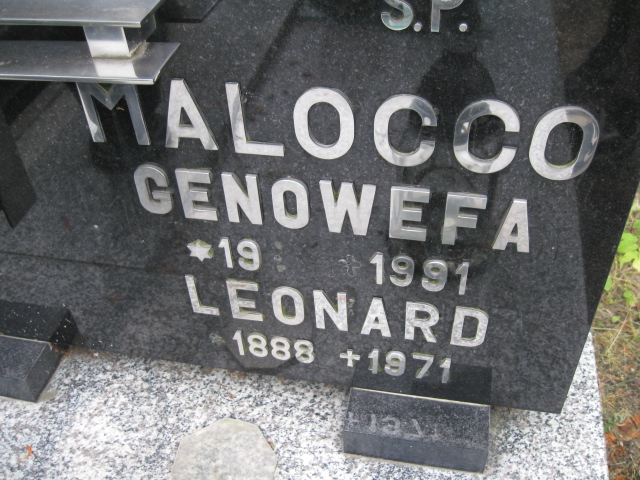 S.P.
MALOCCO
GENOWEFA
19 1991
LEONARD
1888 +1971